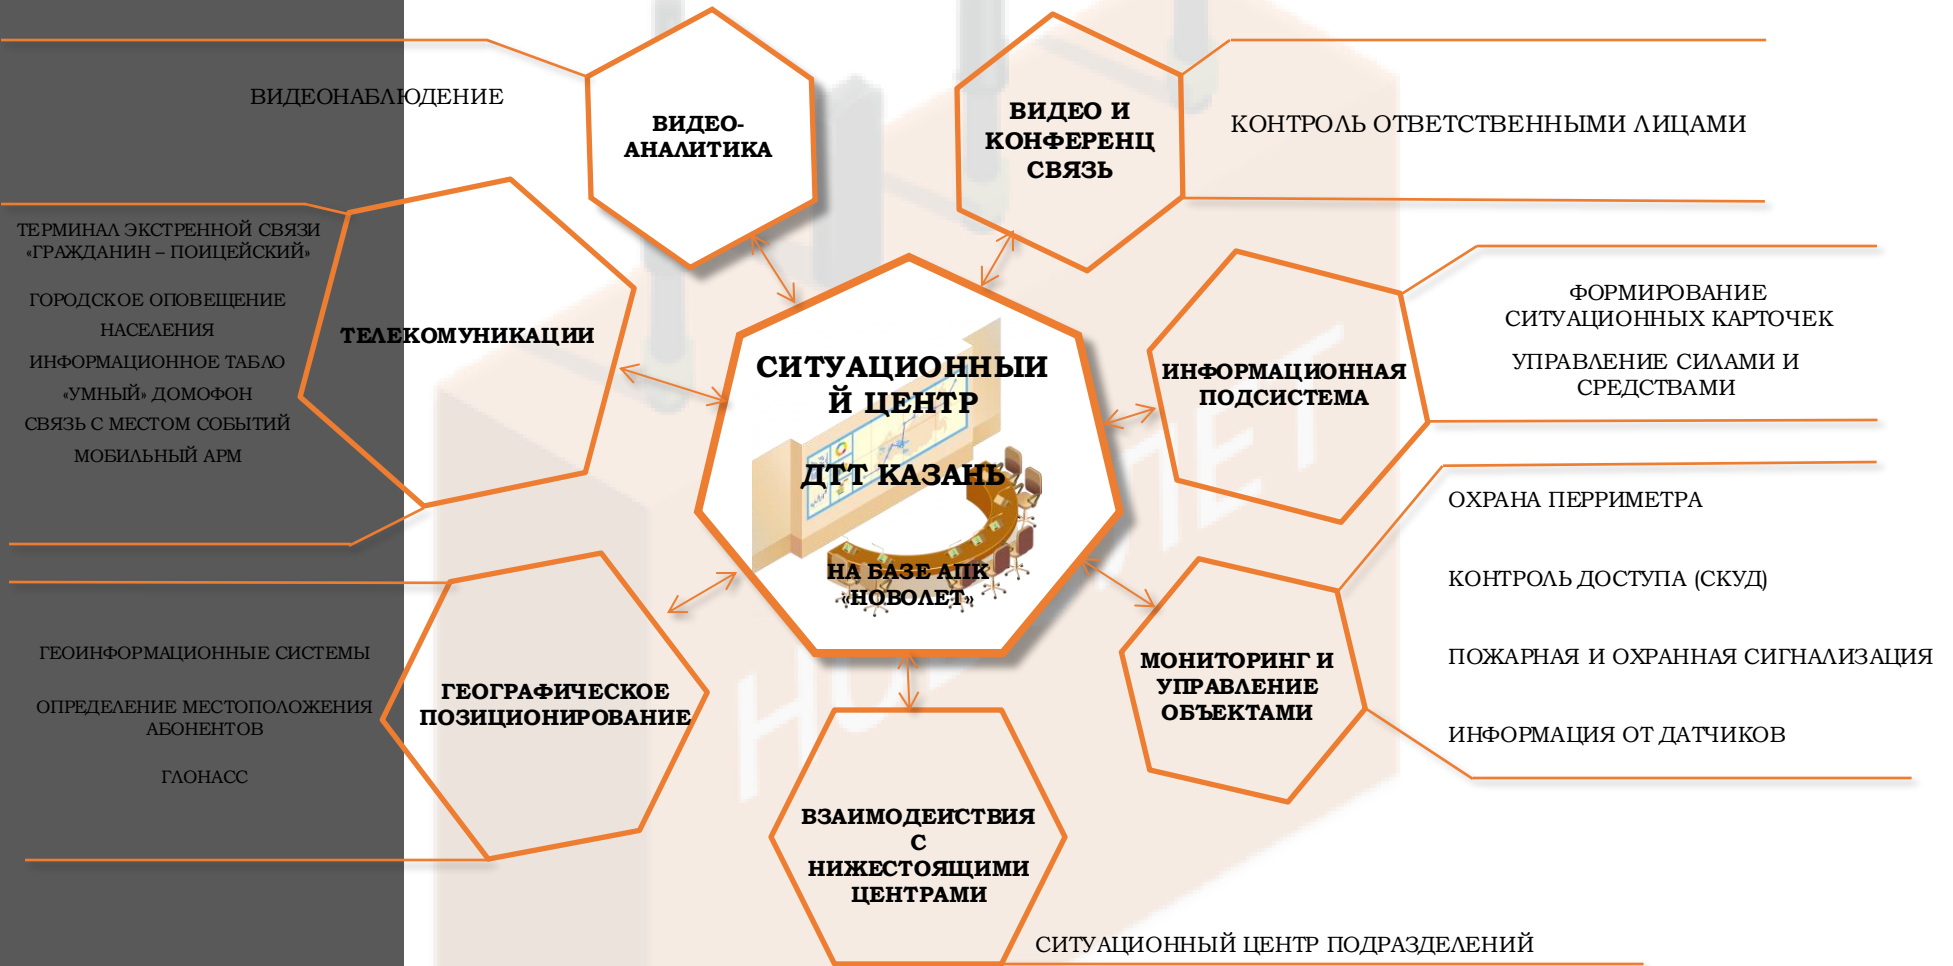 ВИДЕОНАБЛЮДЕНИЕ
ВИДЕО-
АНАЛИТИКА
ВИДЕО И
КОНФЕРЕНЦ
СВЯЗЬ
КОНТРОЛЬ ОТВЕТСТВЕННЫМИ ЛИЦАМИ
ТЕРМИНАЛ ЭКСТРЕННОЙ СВЯЗИ
«ГРАЖДАНИН – ПОИЦЕЙСКИЙ»
ГОРОДСКОЕ ОПОВЕЩЕНИЕ
НАСЕЛЕНИЯ
ИНФОРМАЦИОННОЕ ТАБЛО
«УМНЫЙ» ДОМОФОН
СВЯЗЬ С МЕСТОМ СОБЫТИЙ
МОБИЛЬНЫЙ АРМ
ТЕЛЕКОМУНИКАЦИИ
СИТУАЦИОННЫИ
Й ЦЕНТР
ДТТ КАЗАНЬ
НА БАЗЕ АПК
«НОВОЛЕТ»
ИНФОРМАЦИОННАЯ
ПОДСИСТЕМА
ФОРМИРОВАНИЕ
СИТУАЦИОННЫХ КАРТОЧЕК
УПРАВЛЕНИЕ СИЛАМИ И
СРЕДСТВАМИ
ОХРАНА ПЕРРИМЕТРА
КОНТРОЛЬ ДОСТУПА (СКУД)
ПОЖАРНАЯ И ОХРАННАЯ СИГНАЛИЗАЦИЯ
ИНФОРМАЦИЯ ОТ ДАТЧИКОВ
МОНИТОРИНГ И
УПРАВЛЕНИЕ
ОБЪЕКТАМИ
ГЕОИНФОРМАЦИОННЫЕ СИСТЕМЫ
ОПРЕДЕЛЕНИЕ МЕСТОПОЛОЖЕНИЯ
АБОНЕНТОВ
ГЛОНАСС
ГЕОГРАФИЧЕСКОЕ
ПОЗИЦИОНИРОВАНИЕ
ВЗАИМОДЕИСТВИЯ
С
НИЖЕСТОЯЩИМИ
ЦЕНТРАМИ
СИТУАЦИОННЫЙ ЦЕНТР ПОДРАЗДЕЛЕНИЙ